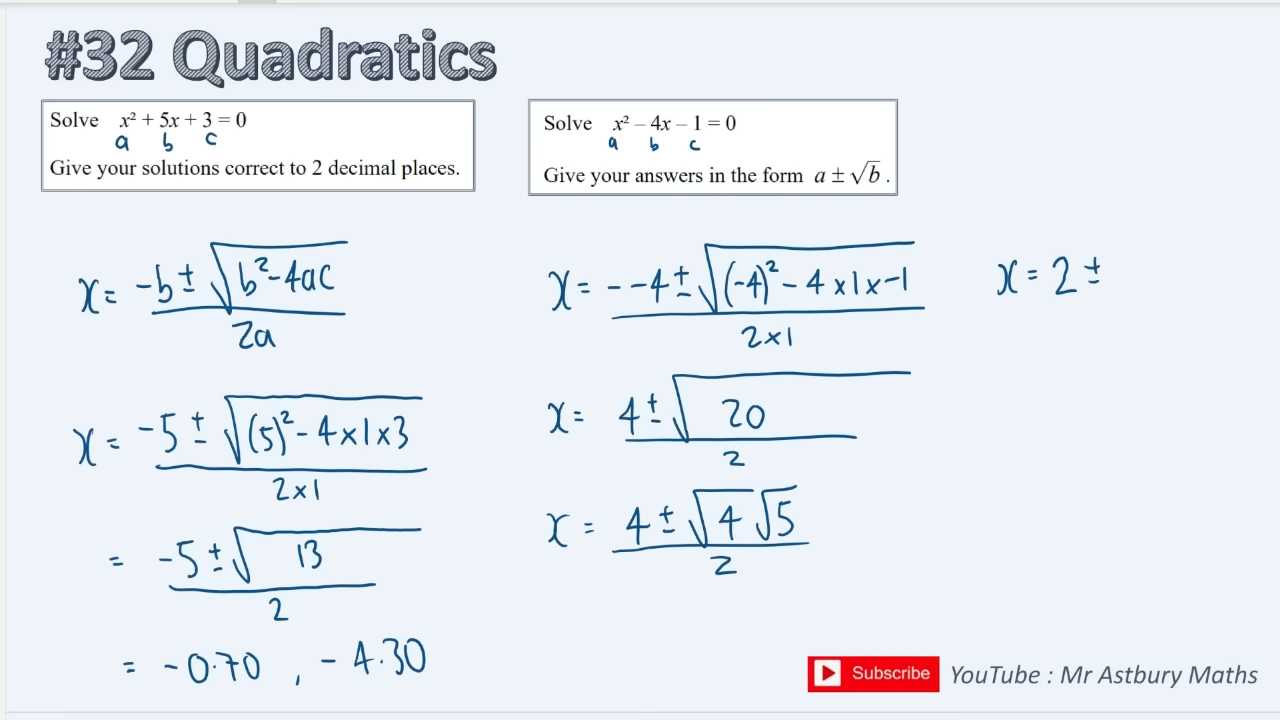 #32 Quadratics
Solve x² + 5x + 3 = 0
a b c
Give your solutions correct to 2 decimal places.
x = (-b ± √(b² - 4ac)) / 2a
x = (-5 ± √((5)² - 4×1×3)) / 2×1
= (-5 ± √13) / 2
= -0.70 , -4.30
Solve x² – 4x – 1 = 0
a b c
Give your answers in the form a ± √b .
x = (--4 ± √((-4)² - 4×1×-1)) / 2×1
x = (4 ± √20) / 2
x = (4 ± √4 √5) / 2
x = 2 ±
Subscribe YouTube : Mr Astbury Maths